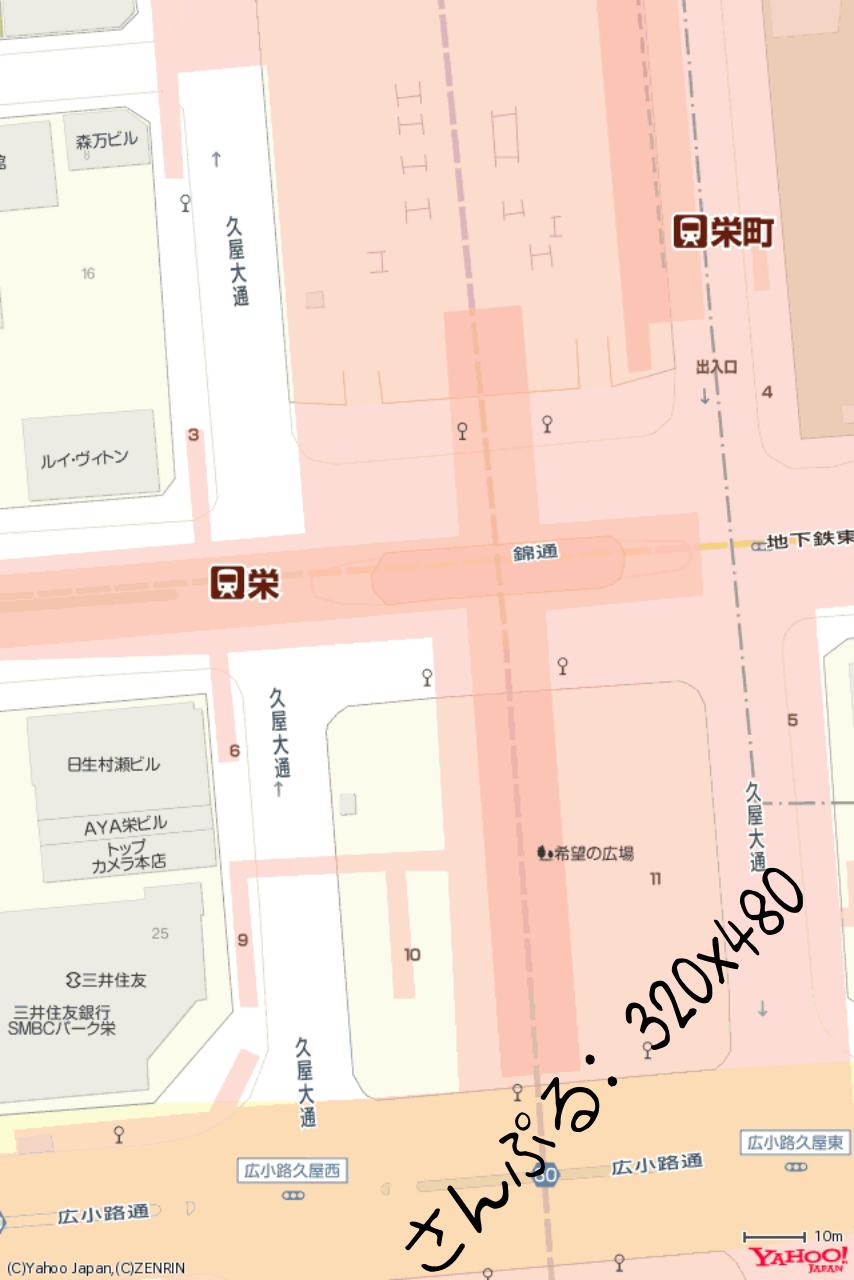 森万ビル
8
久屋大通
16
栄町
出入口
4
3
ルイ・ヴィトン
錦通
地下鉄東
栄
久屋大通
6
5
日生村瀬ビル
AYA栄ビル
トップ
カメラ本店
久屋大通
希望の広場
11
25
9
10
三井住友
三井住友銀行
SMBCパーク栄
久屋大通
さんぷる:320x480
広小路久屋西
広小路久屋東
60
広小路通
広小路通
10m
YAHOO!
JAPAN
(C)Yahoo Japan,(C)ZENRIN